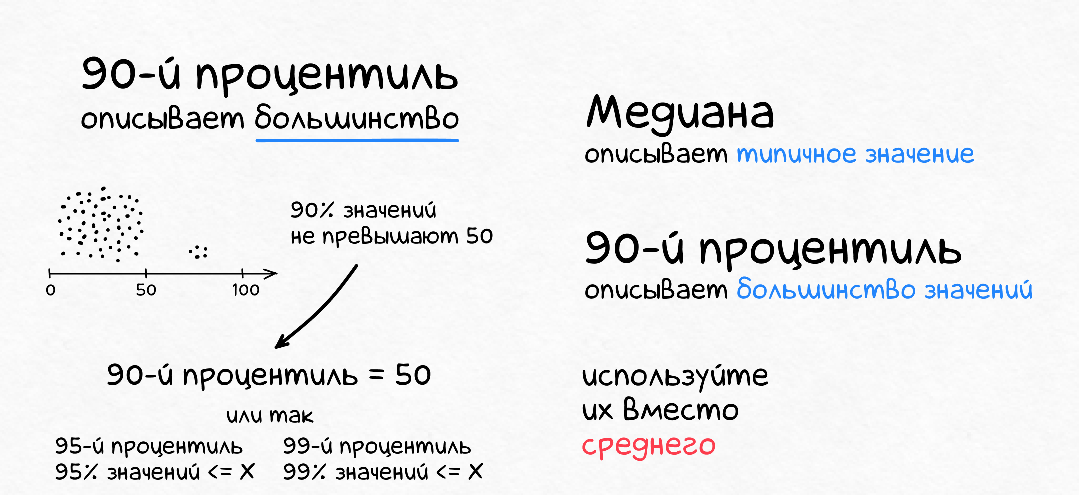 90-й процентиль
описывает большинство
90% значений
не превышают 50
0 50 100
90-й процентиль = 50
или так
95-й процентиль
95% значений <= X
99-й процентиль
99% значений <= X
Медиана
описывает типичное значение
90-й процентиль
описывает большинство значений
используйте
их вместо
среднего